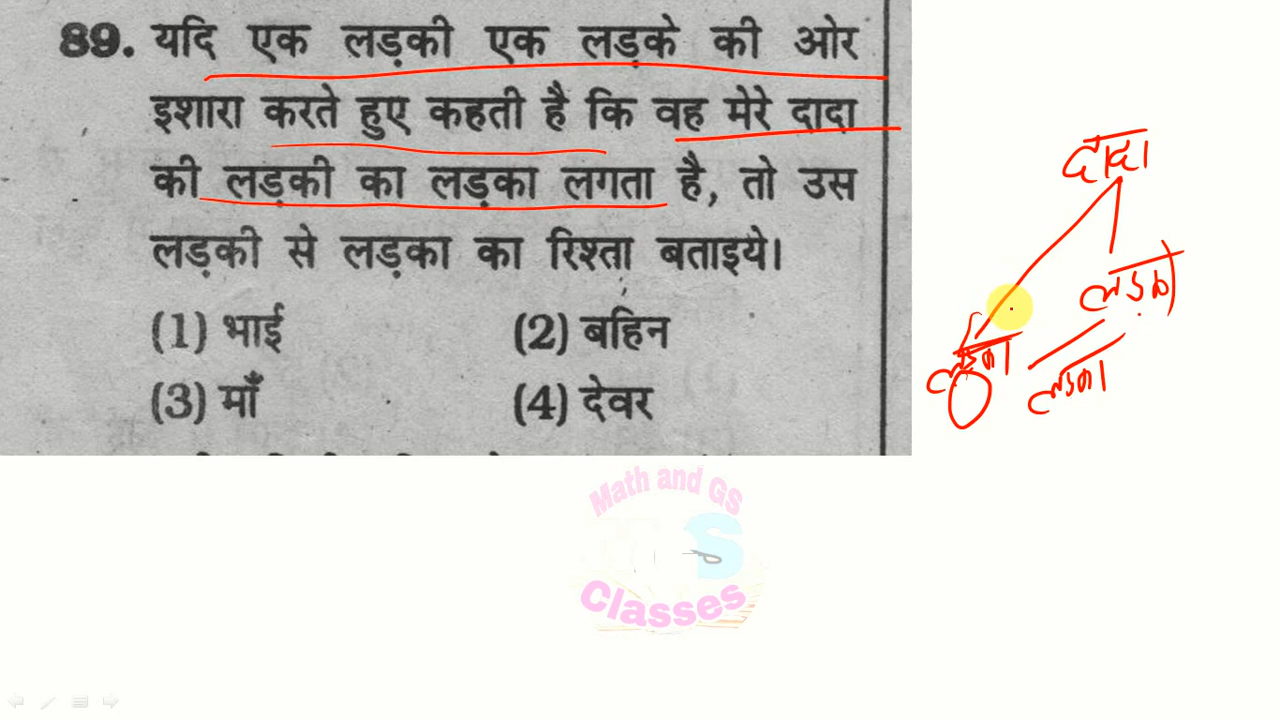 89. यदि एक लड़की एक लड़के की ओर
इशारा करते हुए कहती है कि वह मेरे दादा
की लड़की का लड़का लगता है, तो उस
लड़की से लड़का का रिश्ता बताइये।
(1) भाई (2) बहिन
(3) माँ (4) देवर
दादा
लड़की
लड़का
लड़का
Math and GS
S
Classes